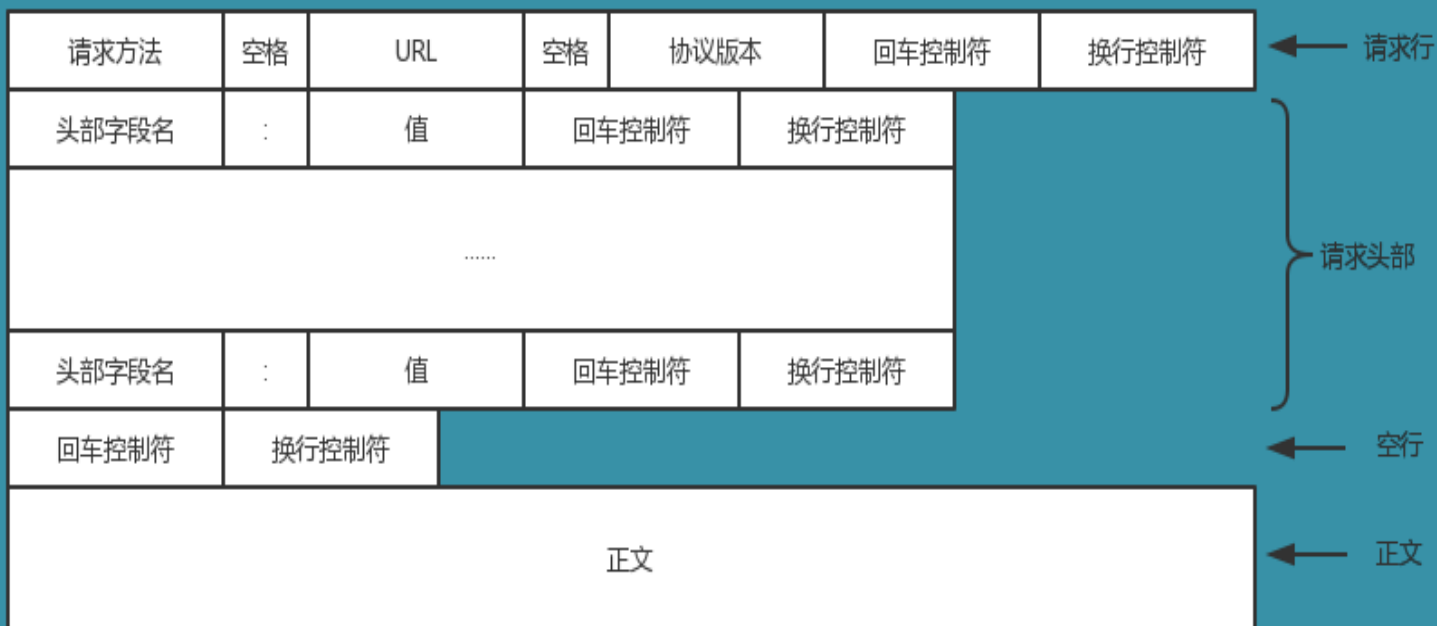 请求方法 空格 URL 空格 协议版本 回车控制符 换行控制符 请求行
头部字段名 : 值 回车控制符 换行控制符
......
请求头部
头部字段名 : 值 回车控制符 换行控制符
回车控制符 换行控制符 空行
正文 正文